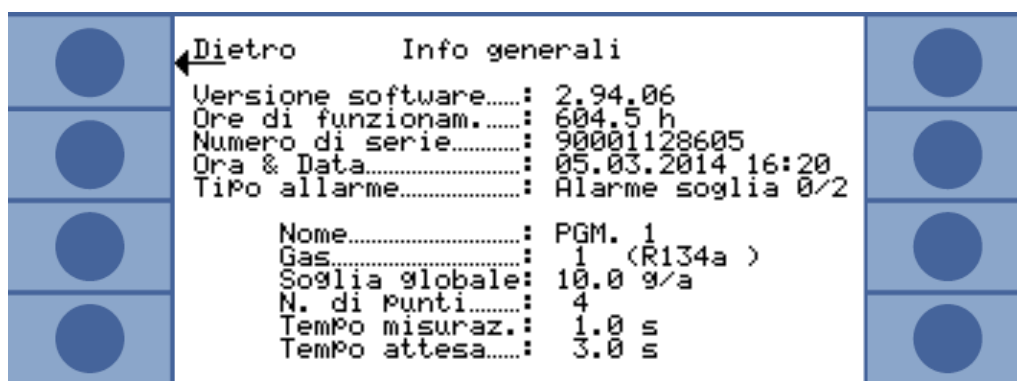 Dietro Info generali
Versione software.....: 2.94.06
Ore di funzionam......: 604.5 h
Numero di serie.........: 90001128605
Ora & Data.....................: 05.03.2014 16:20
Tipo allarme.................: Alarme soglia 0/2
Nome.........................: PGM. 1
Gas............................: 1 (R134a )
Soglia globale: 10.0 g/a
N. di punti.......: 4
Tempo misuraz.: 1.0 s
Tempo attesa.....: 3.0 s